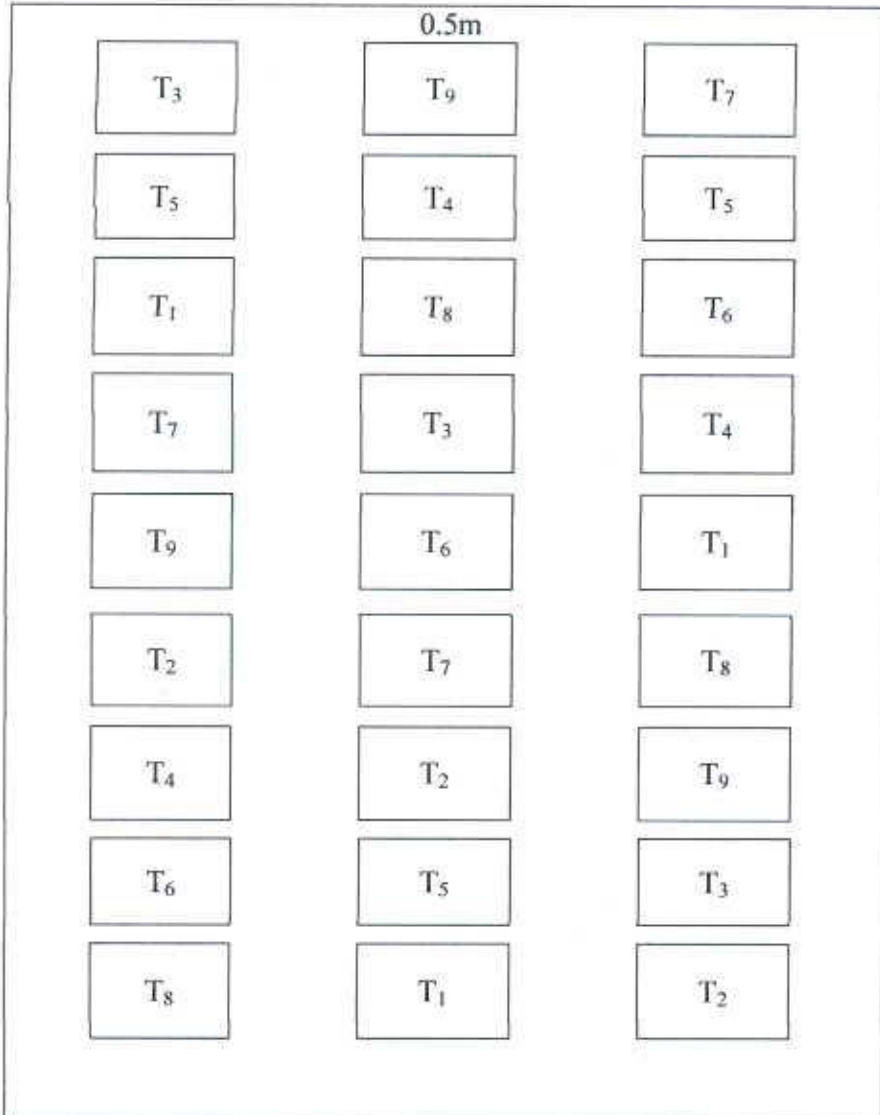 0.5m
T₃ T₉ T₇
T₅ T₄ T₅
T₁ T₈ T₆
T₇ T₃ T₄
T₉ T₆ T₁
T₂ T₇ T₈
T₄ T₂ T₉
T₆ T₅ T₃
T₈ T₁ T₂